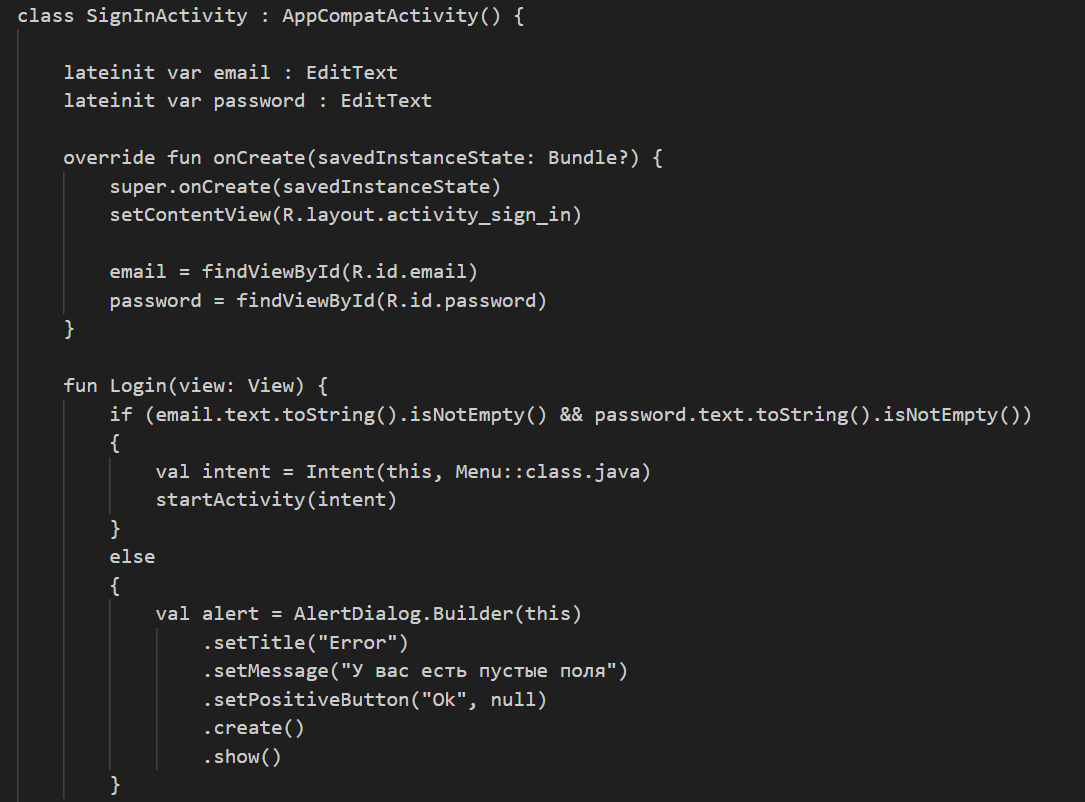 class SignInActivity : AppCompatActivity() {
lateinit var email : EditText
lateinit var password : EditText
override fun onCreate(savedInstanceState: Bundle?) {
super.onCreate(savedInstanceState)
setContentView(R.layout.activity_sign_in)
email = findViewById(R.id.email)
password = findViewById(R.id.password)
}
fun Login(view: View) {
if (email.text.toString().isNotEmpty() && password.text.toString().isNotEmpty())
{
val intent = Intent(this, Menu::class.java)
startActivity(intent)
}
else
{
val alert = AlertDialog.Builder(this)
.setTitle("Error")
.setMessage("У вас есть пустые поля")
.setPositiveButton("Ok", null)
.create()
.show()
}